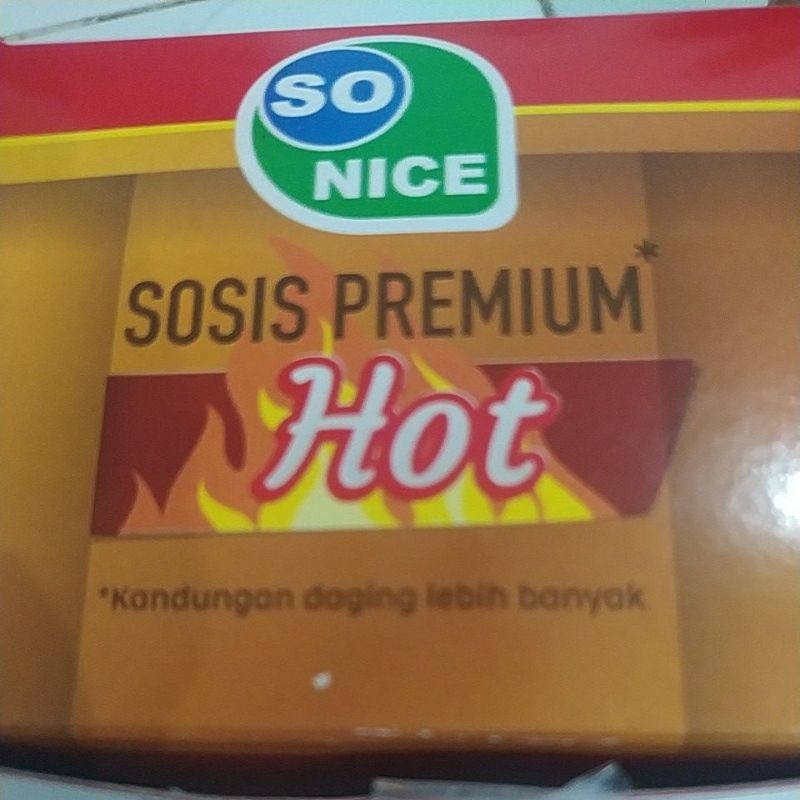 SO
NICE
SOSIS PREMIUM*
Hot
*Kandungan daging lebih banyak